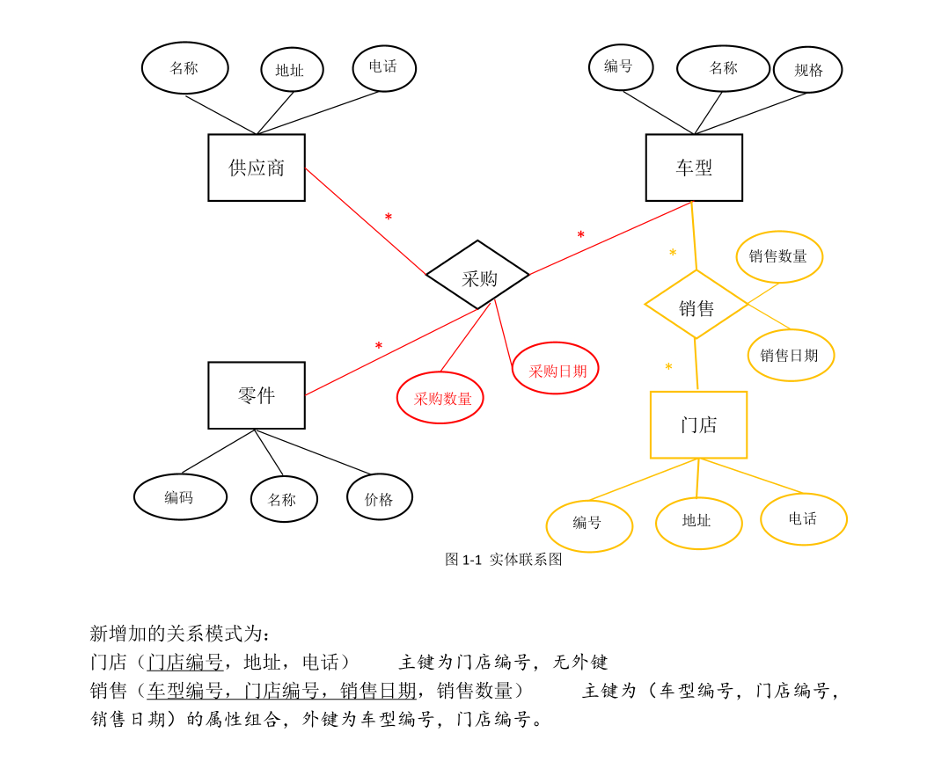 名称
地址
电话
编号
名称
规格
供应商
车型
*
*
*
销售数量
采购
销售
*
销售日期
*
采购日期
零件
采购数量
门店
编码
名称
价格
编号
地址
电话
图 1-1 实体联系图
新增加的关系模式为：
门店（门店编号，地址，电话） 主键为门店编号，无外键
销售（车型编号，门店编号，销售日期，销售数量） 主键为（车型编号，门店编号，
销售日期）的属性组合，外键为车型编号，门店编号。